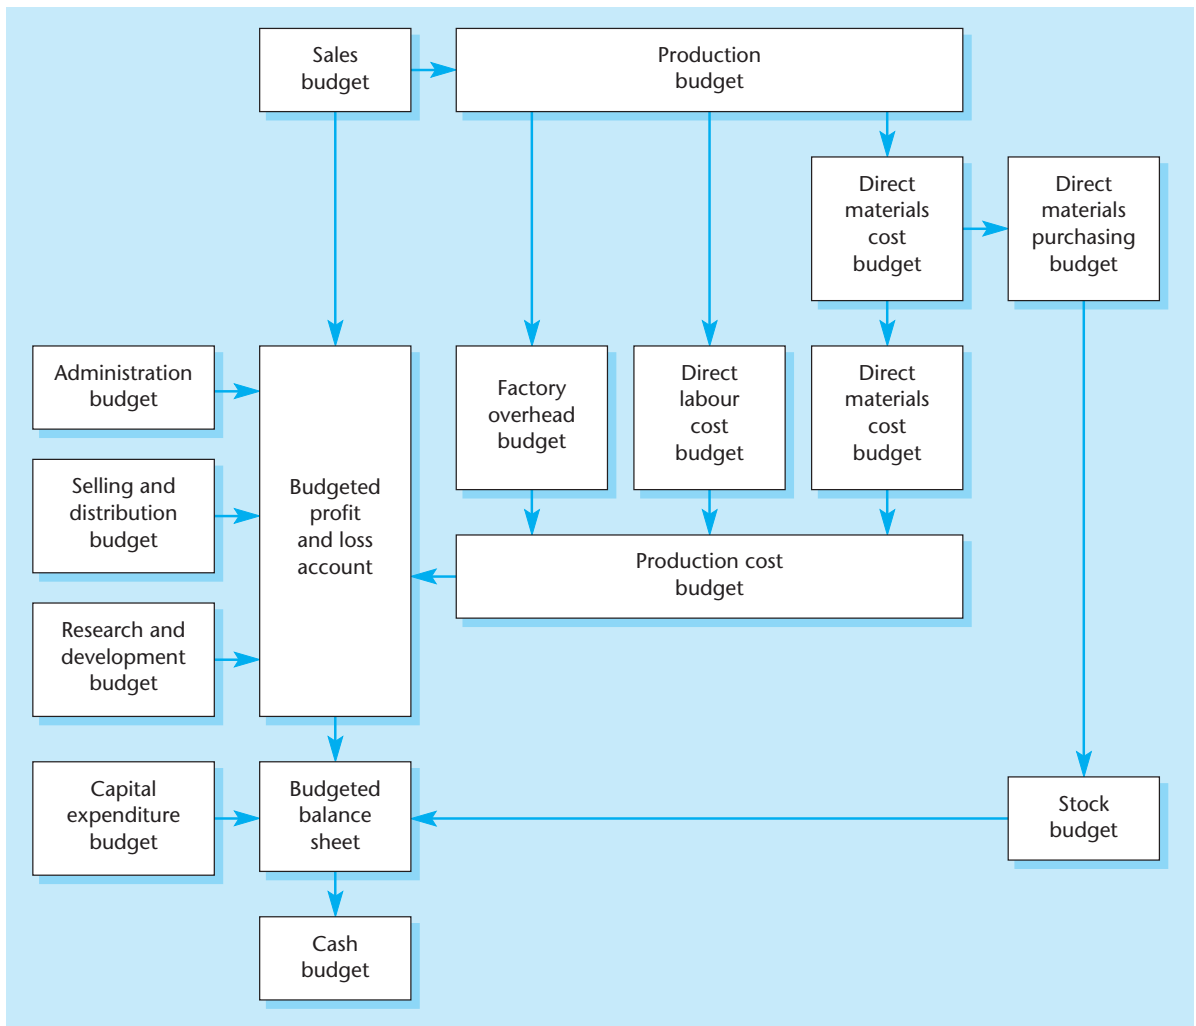 Sales
budget
Production
budget
Direct
materials
cost
budget
Direct
materials
purchasing
budget
Administration
budget
Selling and
distribution
budget
Research and
development
budget
Budgeted
profit
and loss
account
Factory
overhead
budget
Direct
labour
cost
budget
Direct
materials
cost
budget
Production cost
budget
Capital
expenditure
budget
Budgeted
balance
sheet
Stock
budget
Cash
budget